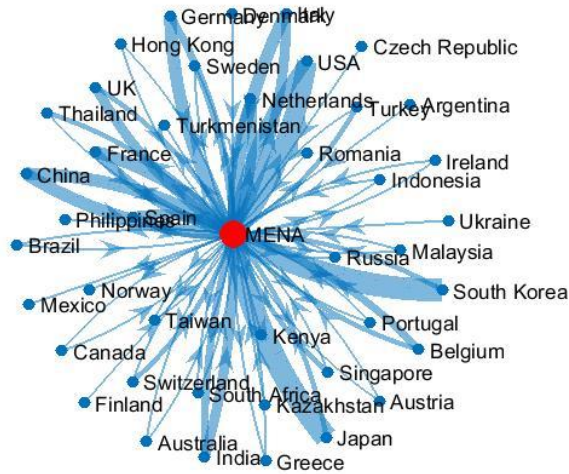 Germany
Denmark
Italy
Hong Kong
Czech Republic
Sweden
USA
UK
Netherlands
Turkey
Argentina
Thailand
Turkmenistan
France
Romania
Ireland
China
Indonesia
Philippines
Spain
Ukraine
MENA
Brazil
Malaysia
Russia
Norway
South Korea
Mexico
Taiwan
Portugal
Kenya
Canada
Belgium
Singapore
Switzerland
South Africa
Finland
Kazakhstan
Austria
Australia
Japan
India
Greece